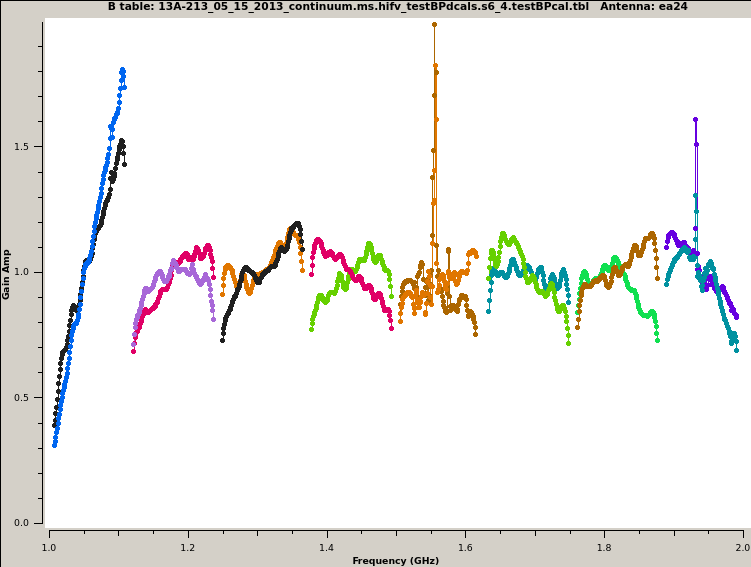 B table: 13A-213_05_15_2013_continuum.ms.hifv_testBPdcals.s6_4.testBPcal.tbl Antenna: ea24
Gain Amp
1.5
1.0
0.5
0.0
1.0 1.2 1.4 1.6 1.8 2.0
Frequency (GHz)